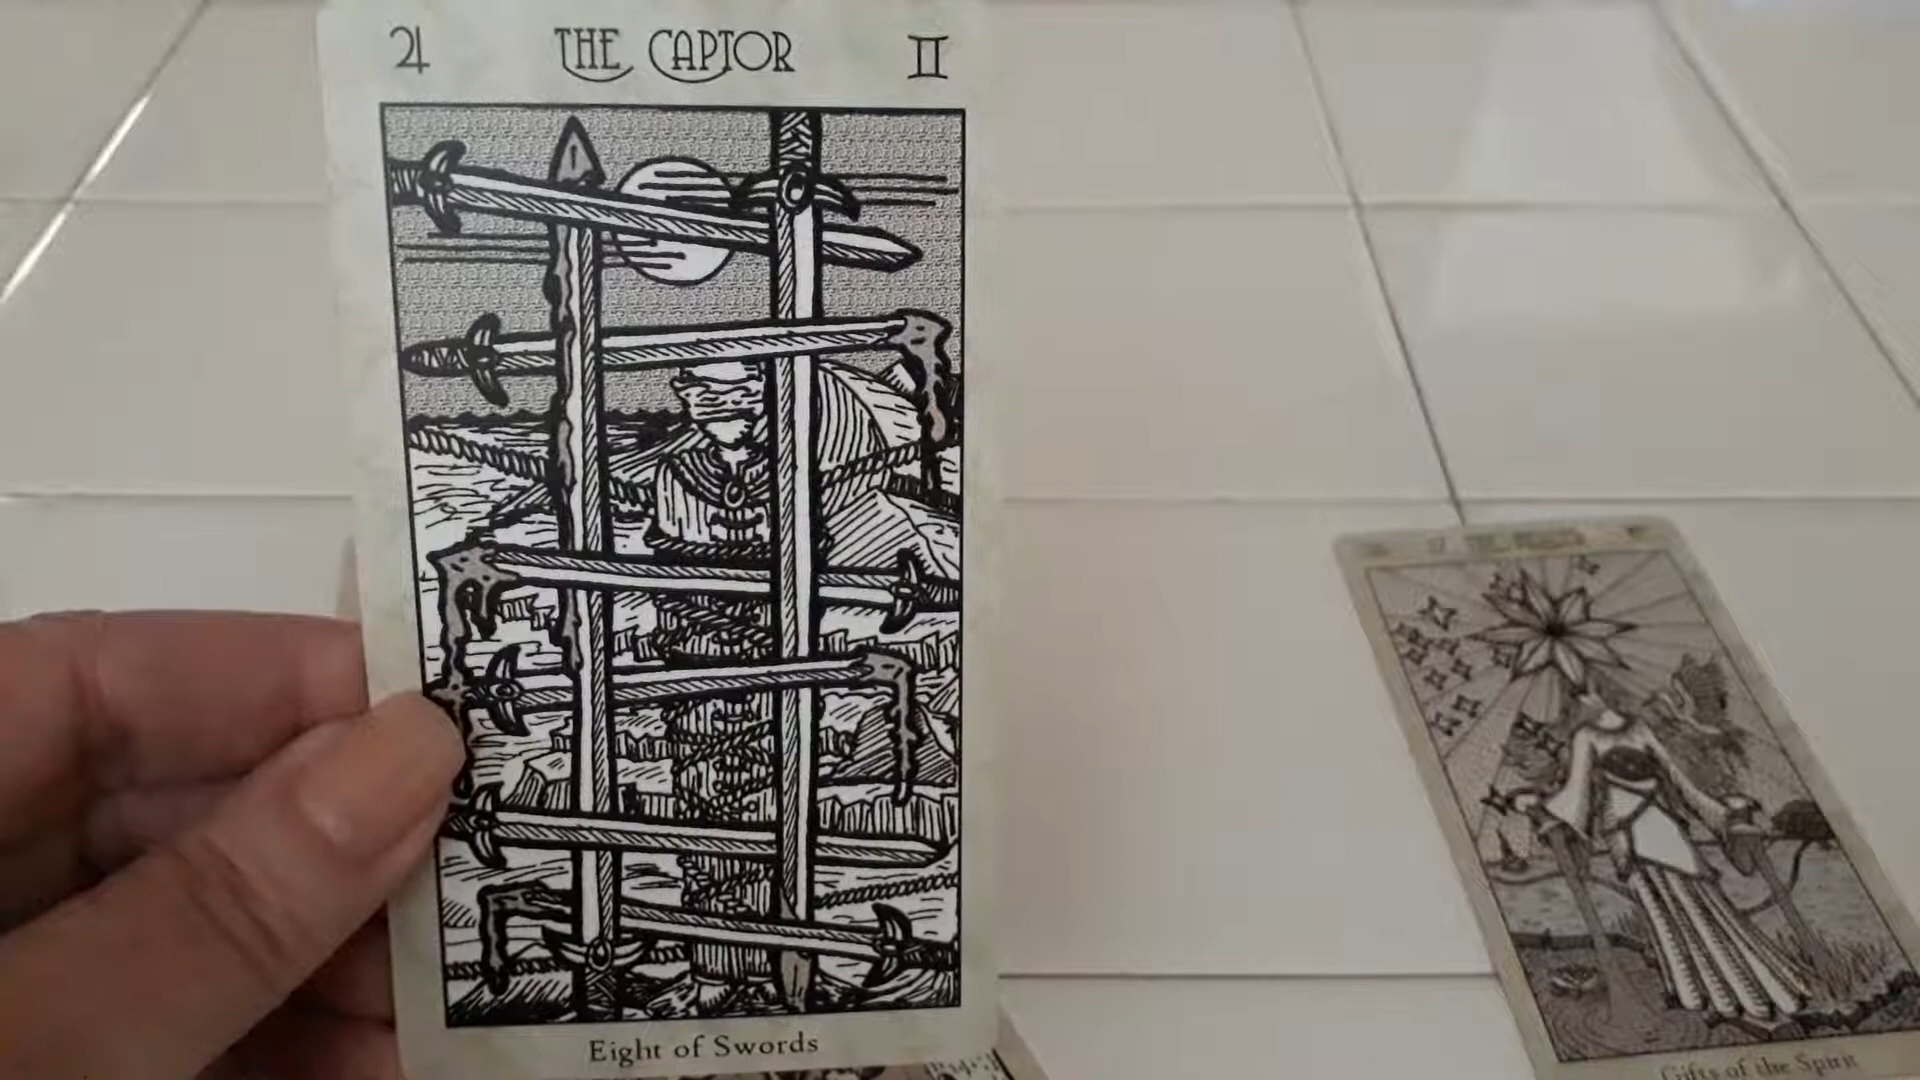 ♃ THE CAPTOR ♊
Eight of Swords
Gifts of the Spirit